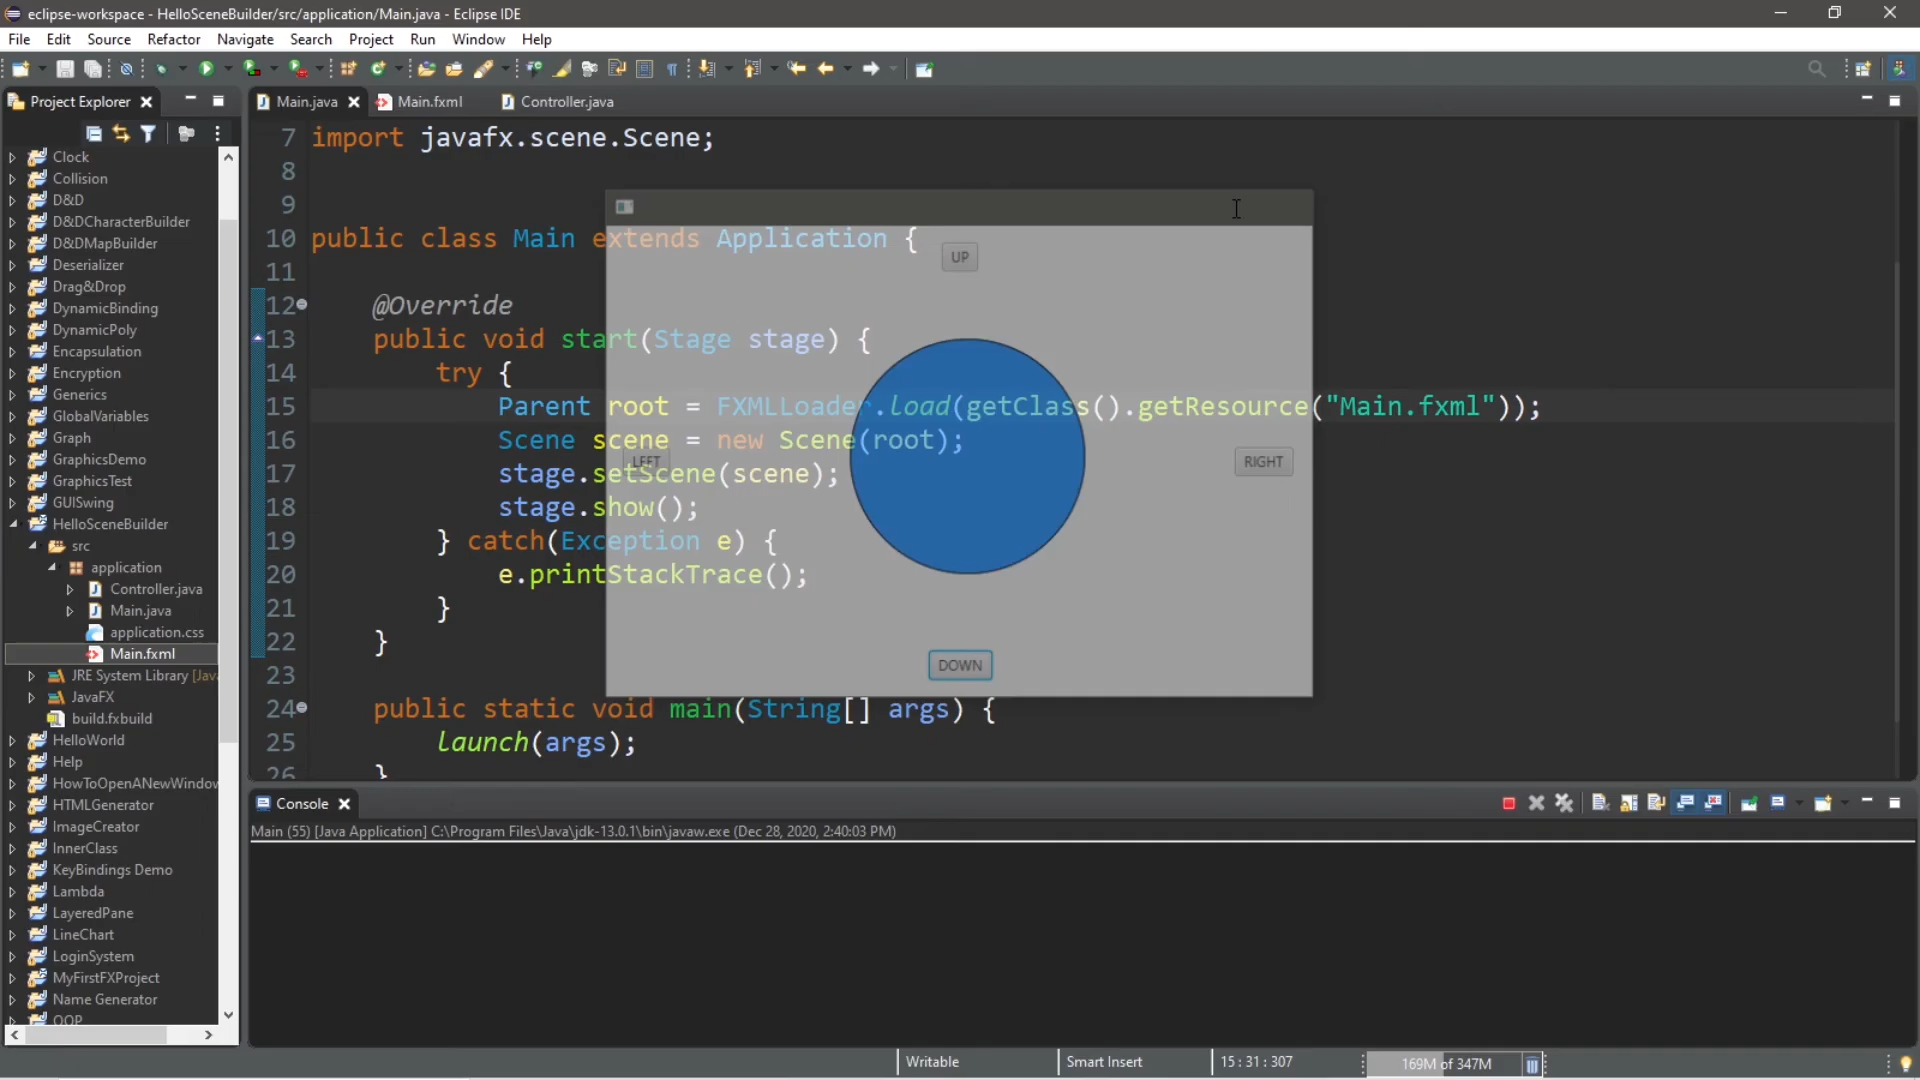 eclipse-workspace - HelloSceneBuilder/src/application/Main.java - Eclipse IDE
File Edit Source Refactor Navigate Search Project Run Window Help
Project Explorer
Main.java Main.fxml Controller.java
Clock
Collision
D&D
D&DCharacterBuilder
D&DMapBuilder
Deserializer
Drag&Drop
DynamicBinding
DynamicPoly
Encapsulation
Encryption
Generics
GlobalVariables
Graph
GraphicsDemo
GraphicsTest
GUISwing
HelloSceneBuilder
src
application
Controller.java
Main.java
application.css
Main.fxml
JRE System Library [Jav
JavaFX
build.fxbuild
HelloWorld
Help
HowToOpenANewWindow
HTMLGenerator
ImageCreator
InnerClass
KeyBindings Demo
Lambda
LayeredPane
LineChart
LoginSystem
MyFirstFXProject
Name Generator
OOP
7 import javafx.scene.Scene;
8
9
10 public class Main extends Application {
11
12 @Override
13 public void start(Stage stage) {
14 try {
15 Parent root = FXMLLoader.load(getClass().getResource("Main.fxml"));
16 Scene scene = new Scene(root);
17 stage.setScene(scene);
18 stage.show();
19 } catch(Exception e) {
20 e.printStackTrace();
21 }
22 }
23
24 public static void main(String[] args) {
25 launch(args);
26 }
UP
LEFT
RIGHT
DOWN
Console
Main (55) [Java Application] C:\Program Files\Java\jdk-13.0.1\bin\javaw.exe (Dec 28, 2020, 2:40:03 PM)
Writable Smart Insert 15 : 31 : 307 169M of 347M